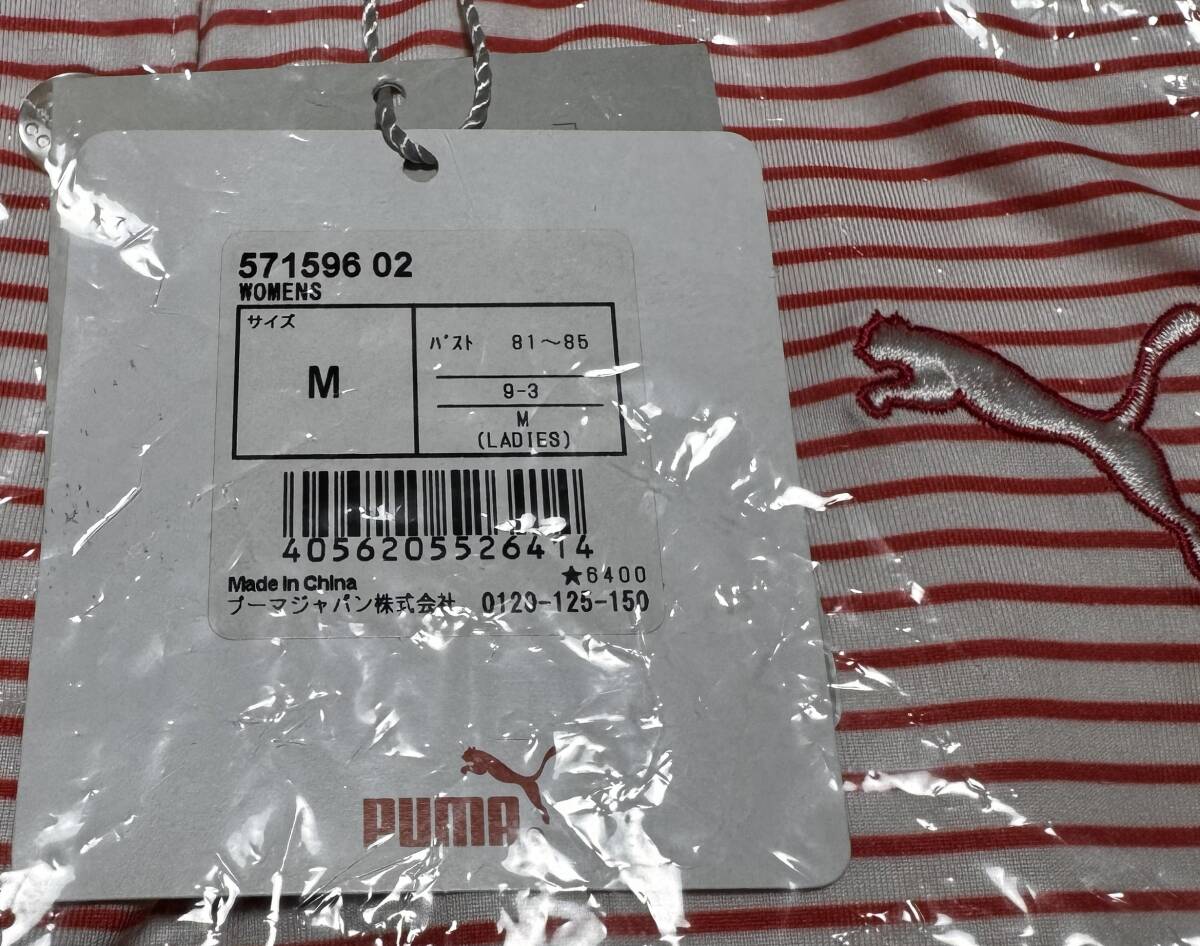 571596 02
WOMENS
サイズ
M
バスト 81〜85
9-3
M
(LADIES)
4056205526414
★6400
Made in China
プーマジャパン株式会社 0120-125-150
PUMA